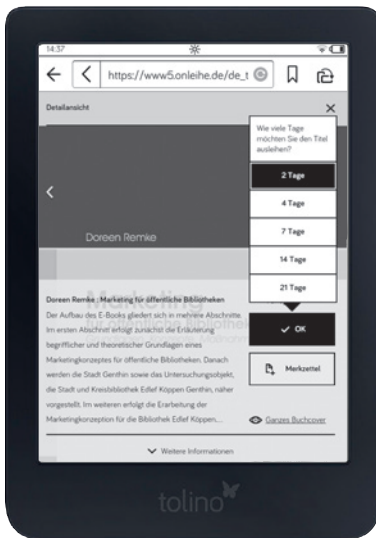 14:37
https://www5.onleihe.de/de_t
Detailansicht
Wie viele Tage
möchten Sie den Titel
ausleihen?
2 Tage
4 Tage
7 Tage
14 Tage
21 Tage
OK
Merkzettel
Ganzes Buchcover
Doreen Remke
Marketing
für öffentliche Bibliothek
Doreen Remke : Marketing für öffentliche Bibliotheken
Der Aufbau des E-Books gliedert sich in mehrere Abschnitte.
Im ersten Abschnitt erfolgt zunächst die Erläuterung
begrifflicher und theoretischer Grundlagen eines
Marketingkonzeptes für öffentliche Bibliotheken. Danach
werden die Stadt Genthin sowie das Untersuchungsobjekt,
die Stadt und Kreisbibliothek Edlef Köppen Genthin, näher
vorgestellt. Im weiteren erfolgt die Erarbeitung der
Marketingkonzeption für die Bibliothek Edlef Köppen....
Weitere Informationen
tolino